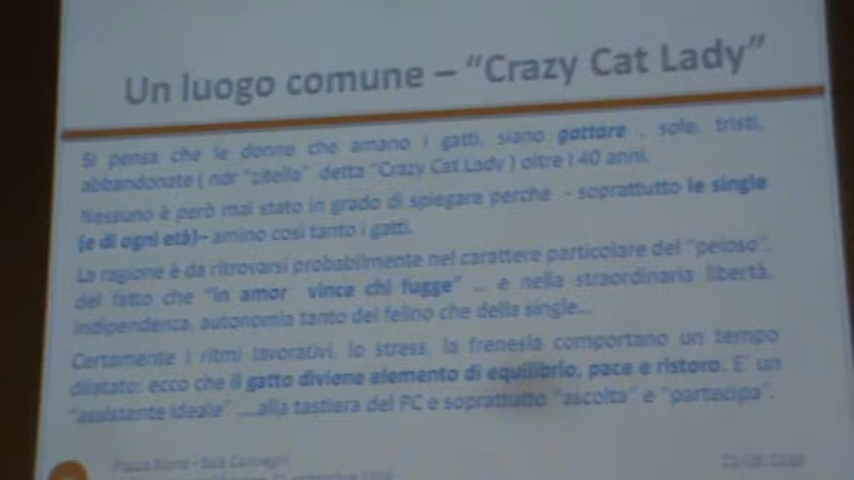 Un luogo comune – “Crazy Cat Lady”
Si pensa che le donne che amano i gatti, siano gattare , sole, tristi,
abbandonate ( ndr “zitella” detta “Crazy Cat Lady ) oltre i 40 anni.
Nessuno è però mai stato in grado di spiegare perchè - soprattutto le single
(e di ogni età)– amino così tanto i gatti.
La ragione è da ritrovarsi probabilmente nel carattere particolare del “peloso”,
del fatto che “in amor vince chi fugge” ... e nella straordinaria libertà,
indipendenza, autonomia tanto del felino che della single...
Certamente i ritmi lavorativi, lo stress, la frenesia comportano un tempo
dilatato: ecco che il gatto diviene elemento di equilibrio, pace e ristoro. E' un
“assistente ideale” ....alla tastiera del PC e soprattutto “ascolta” e “partecipa”.